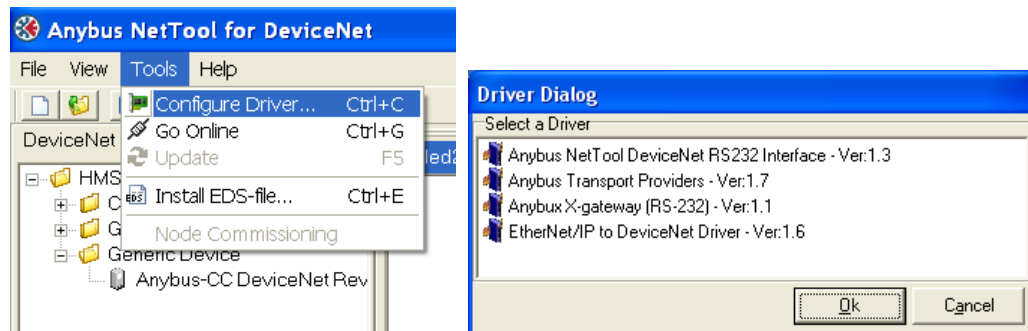 Anybus NetTool for DeviceNet
File View Tools Help
Configure Driver... Ctrl+C
Go Online Ctrl+G
Update F5
Install EDS-file... Ctrl+E
Node Commissioning
DeviceNet
HMS
C
G
Generic Device
Anybus-CC DeviceNet Rev
Driver Dialog
Select a Driver
Anybus NetTool DeviceNet RS232 Interface - Ver:1.3
Anybus Transport Providers - Ver:1.7
Anybux X-gateway (RS-232) - Ver:1.1
EtherNet/IP to DeviceNet Driver - Ver:1.6
Ok Cancel